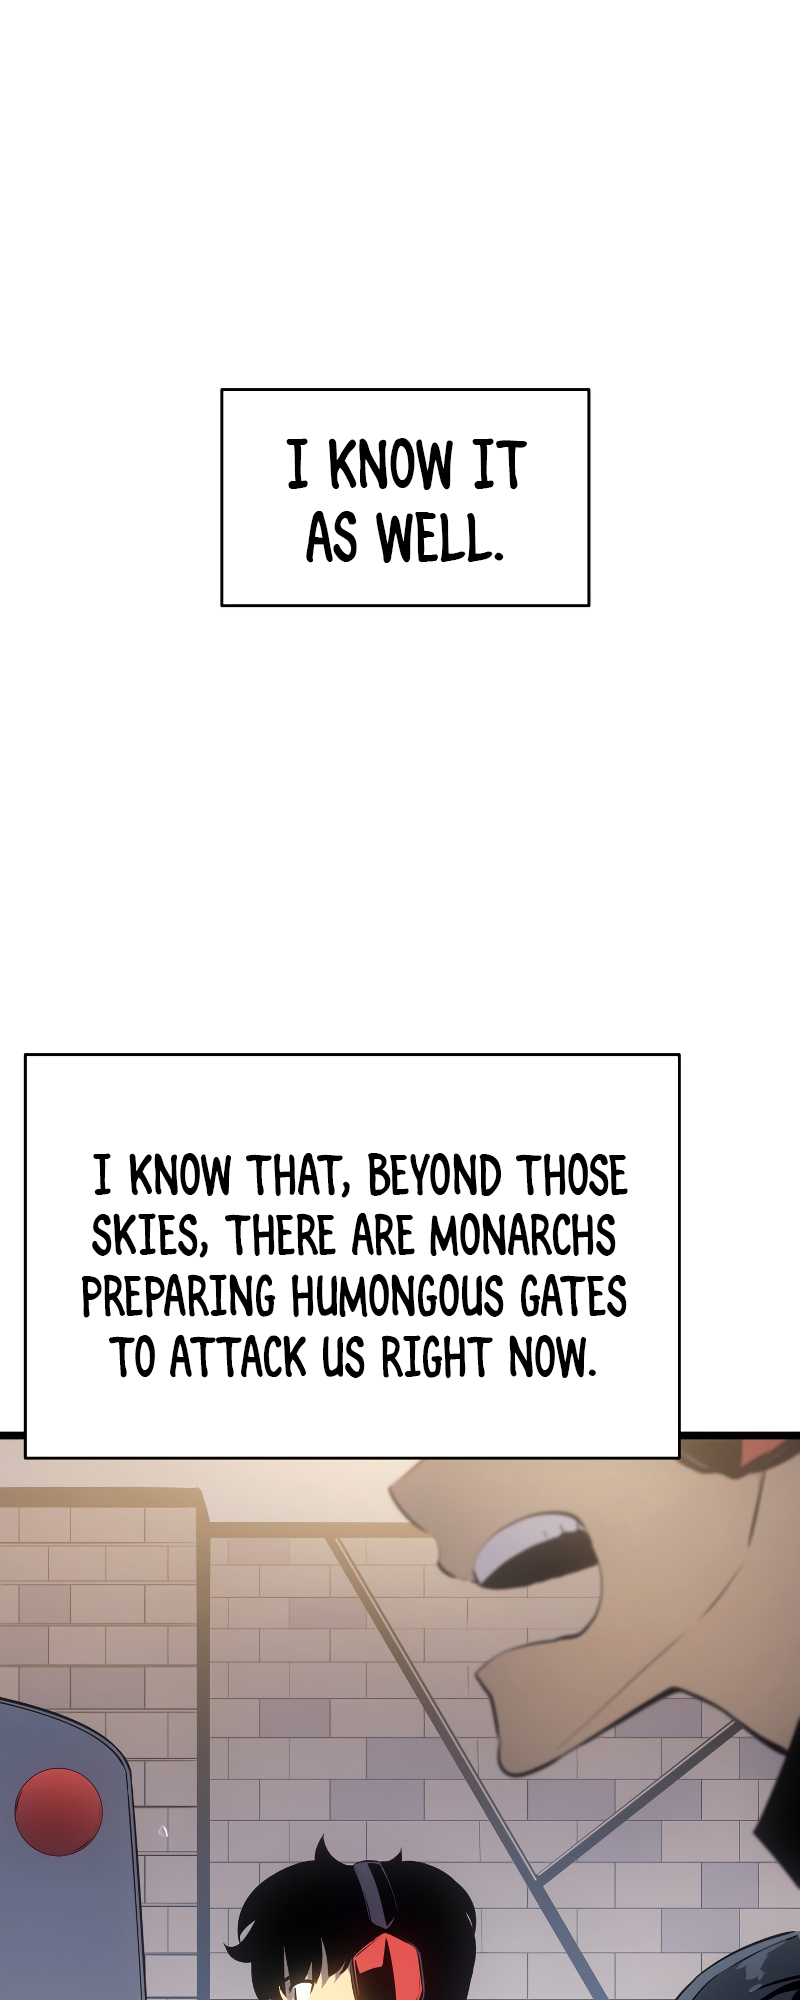 I KNOW IT
AS WELL.
I KNOW THAT, BEYOND THOSE
SKIES, THERE ARE MONARCHS
PREPARING HUMONGOUS GATES
TO ATTACK US RIGHT NOW.